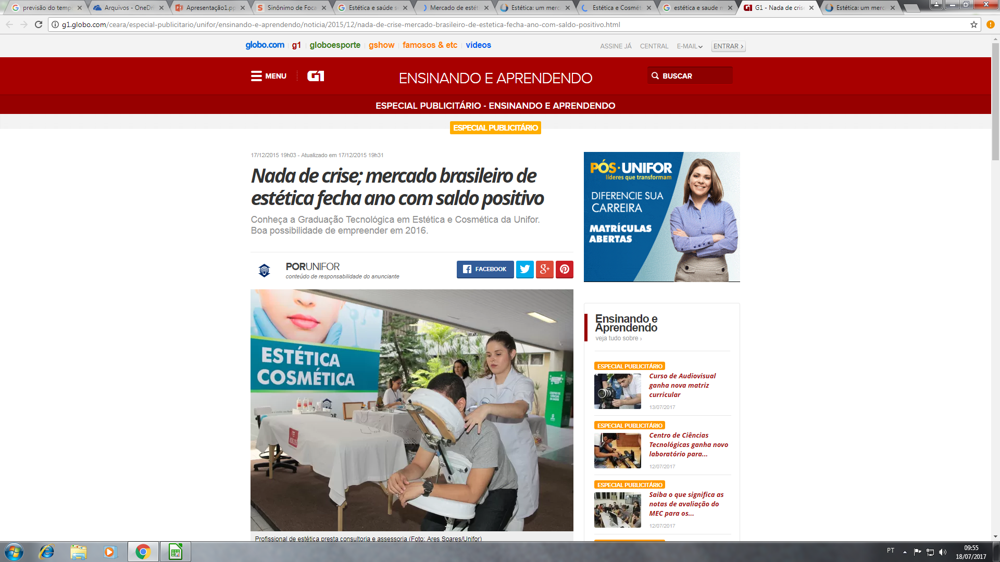 previsão do temp
Arquivos - OneDri
Apresentação1.pp
Sinônimo de Foca
Estética e saúde s
Mercado de estét
Estética: um merc
Estética e Cosmét
estética e saude n
G1 - Nada de crise
Estética: um merc
g1.globo.com/ceara/especial-publicitario/unifor/ensinando-e-aprendendo/noticia/2015/12/nada-de-crise-mercado-brasileiro-de-estetica-fecha-ano-com-saldo-positivo.html
globo.com g1 globoesporte gshow famosos & etc vídeos
ASSINE JÁ CENTRAL E-MAIL ENTRAR ›
MENU G1 ENSINANDO E APRENDENDO BUSCAR
ESPECIAL PUBLICITÁRIO - ENSINANDO E APRENDENDO
ESPECIAL PUBLICITÁRIO
17/12/2015 19h03 - Atualizado em 17/12/2015 19h31
Nada de crise; mercado brasileiro de
estética fecha ano com saldo positivo
Conheça a Graduação Tecnológica em Estética e Cosmética da Unifor.
Boa possibilidade de empreender em 2016.
PORUNIFOR
conteúdo de responsabilidade do anunciante
FACEBOOK
g+
ESTÉTICA
COSMÉTICA
Profissional de estética presta consultoria e assessoria (Foto: Ares Soares/Unifor)
PÓS·UNIFOR
líderes que transformam
DIFERENCIE SUA
CARREIRA
MATRÍCULAS
ABERTAS
Ensinando e
Aprendendo
veja tudo sobre ›
ESPECIAL PUBLICITÁRIO
Curso de Audiovisual
ganha nova matriz
curricular
13/07/2017
ESPECIAL PUBLICITÁRIO
Centro de Ciências
Tecnológicas ganha novo
laboratório para...
12/07/2017
ESPECIAL PUBLICITÁRIO
Saiba o que significa as
notas de avaliação do
MEC para os...
12/07/2017
PT
09:55
18/07/2017